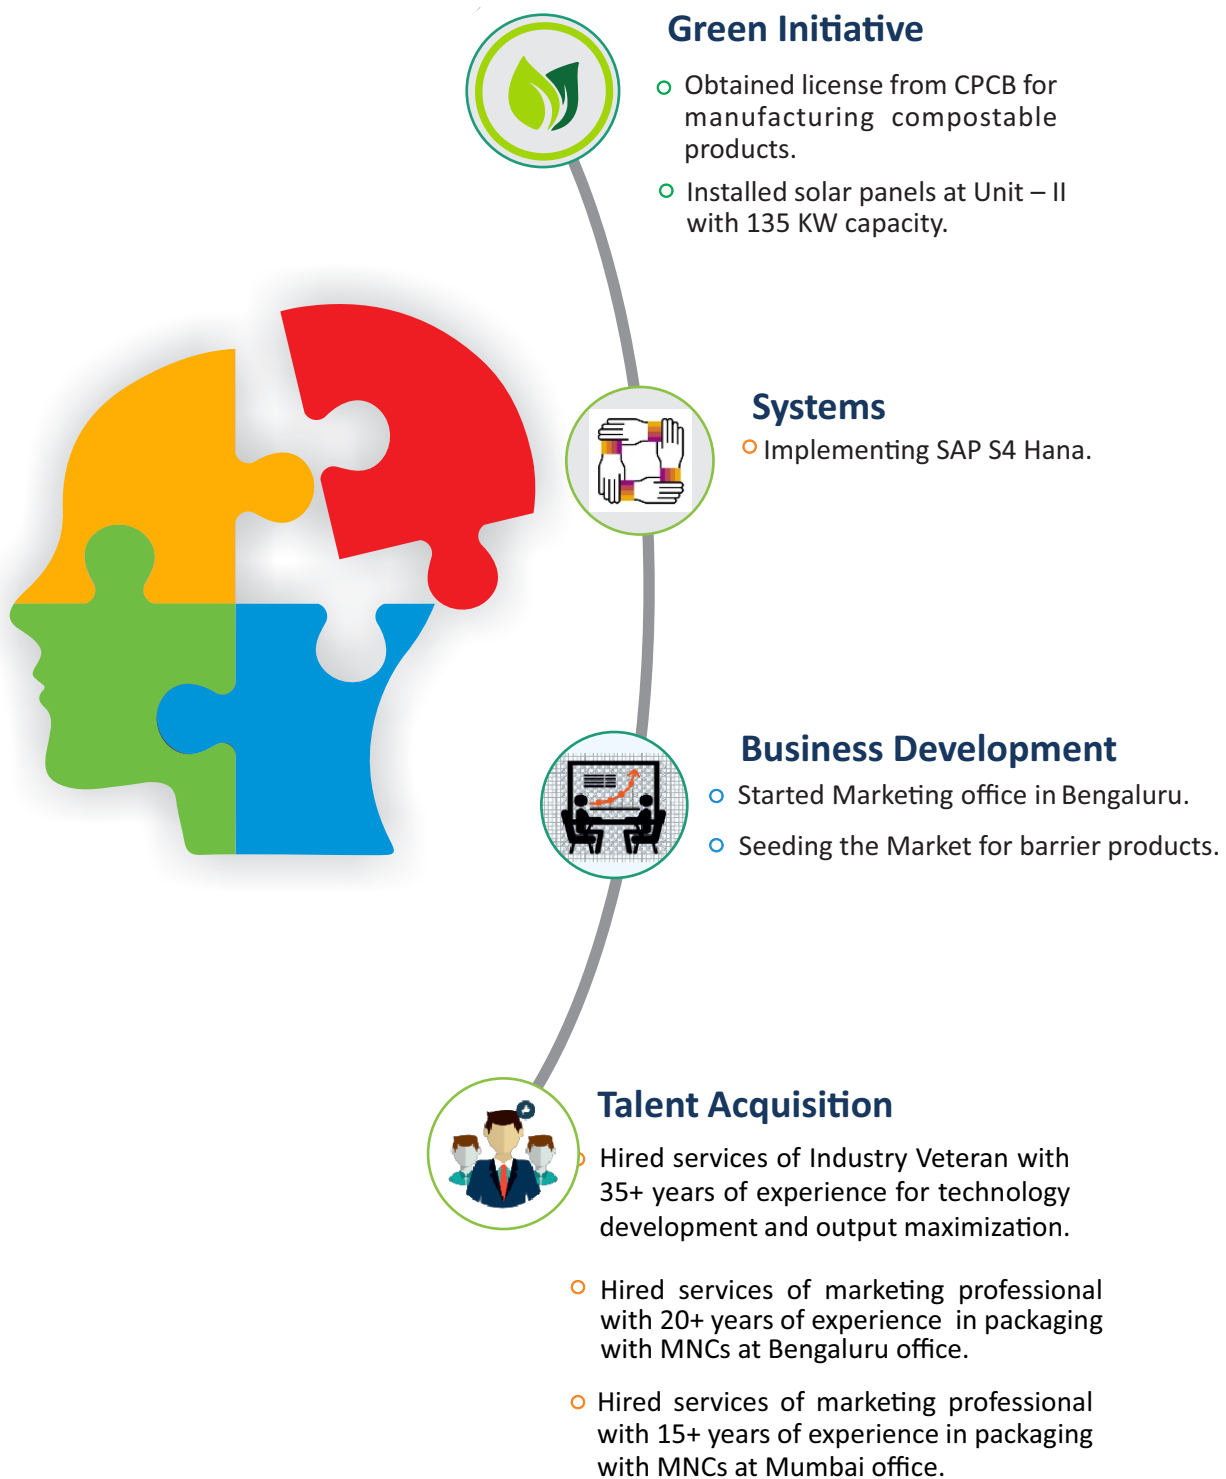 Green Initiative
Obtained license from CPCB for
manufacturing compostable
products.
Installed solar panels at Unit – II
with 135 KW capacity.
Systems
Implementing SAP S4 Hana.
Business Development
Started Marketing office in Bengaluru.
Seeding the Market for barrier products.
Talent Acquisition
Hired services of Industry Veteran with
35+ years of experience for technology
development and output maximization.
Hired services of marketing professional
with 20+ years of experience in packaging
with MNCs at Bengaluru office.
Hired services of marketing professional
with 15+ years of experience in packaging
with MNCs at Mumbai office.